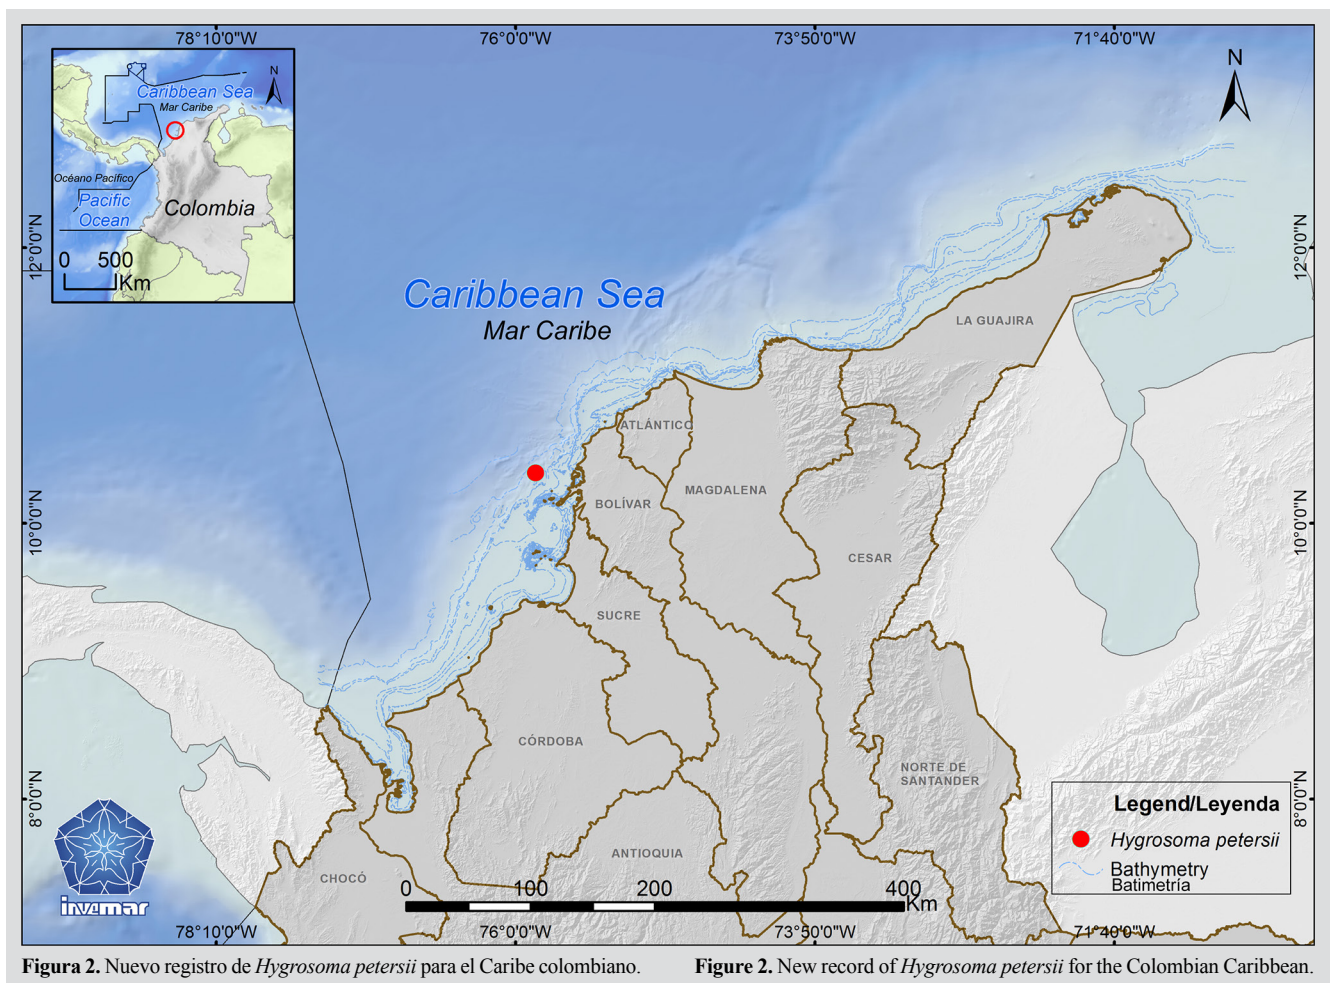 78°10'0"W 76°0'0"W 73°50'0"W 71°40'0"W
N
Caribbean Sea
Mar Caribe
Océano Pacífico
Pacific
Ocean
Colombia
0 500
Km
N
12°0'0"N
12°0'0"N
Caribbean Sea
Mar Caribe
LA GUAJIRA
ATLÁNTICO
MAGDALENA
BOLÍVAR
10°0'0"N
10°0'0"N
CESAR
SUCRE
CÓRDOBA
NORTE DE
SANTANDER
8°0'0"N
8°0'0"N
ANTIOQUIA
CHOCÓ
Legend/Leyenda
Hygrosoma petersii
Bathymetry
Batimetría
invemar
0 100 200 400
Km
78°10'0"W 76°0'0"W 73°50'0"W 71°40'0"W
Figura 2. Nuevo registro de Hygrosoma petersii para el Caribe colombiano.
Figure 2. New record of Hygrosoma petersii for the Colombian Caribbean.